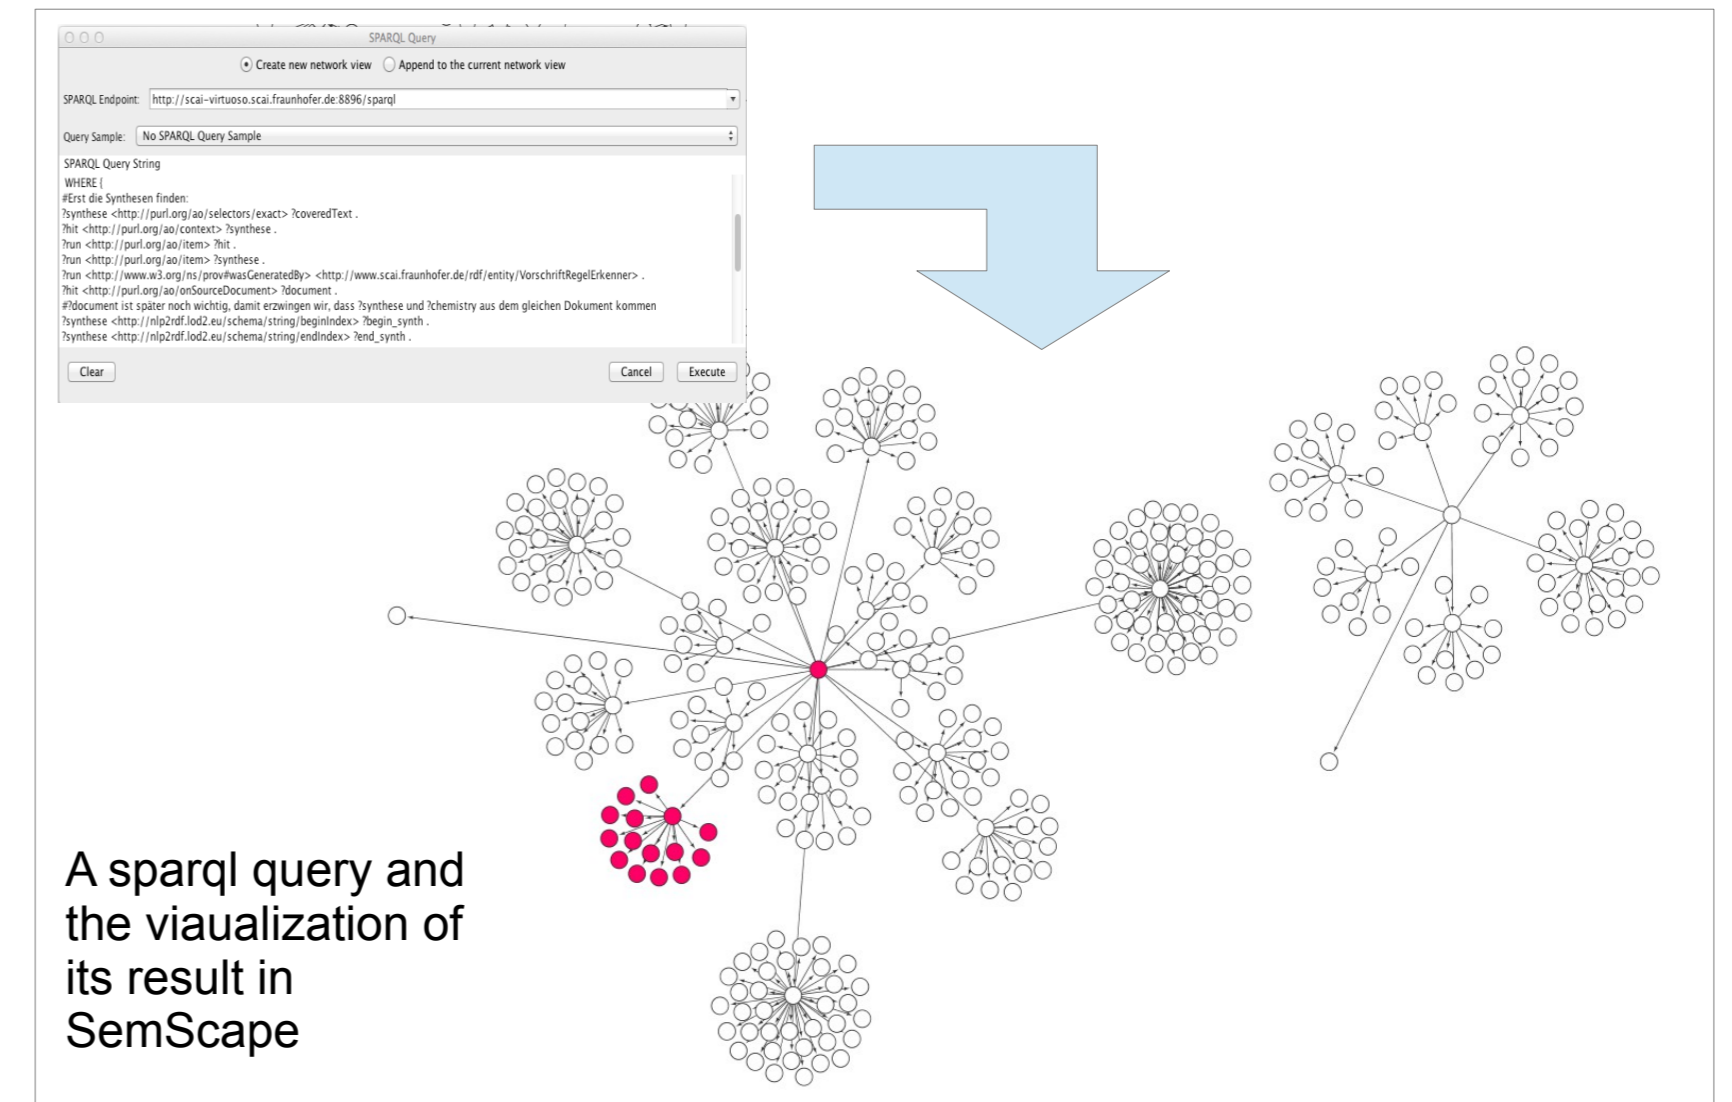 SPARQL Query
Create new network view Append to the current network view
SPARQL Endpoint: http://scai-virtuoso.scai.fraunhofer.de:8896/sparql
Query Sample: No SPARQL Query Sample
SPARQL Query String
WHERE {
#Erst die Synthesen finden:
?synthese <http://purl.org/ao/selectors/exact> ?coveredText .
?hit <http://purl.org/ao/context> ?synthese .
?run <http://purl.org/ao/item> ?hit .
?run <http://purl.org/ao/item> ?synthese .
?run <http://www.w3.org/ns/prov#wasGeneratedBy> <http://www.scai.fraunhofer.de/rdf/entity/VorschriftRegelErkenner> .
?hit <http://purl.org/ao/onSourceDocument> ?document .
#?document ist später noch wichtig, damit erzwingen wir, dass ?synthese und ?chemistry aus dem gleichen Dokument kommen
?synthese <http://nlp2rdf.lod2.eu/schema/string/beginIndex> ?begin_synth .
?synthese <http://nlp2rdf.lod2.eu/schema/string/endIndex> ?end_synth .
Clear Cancel Execute
A sparql query and
the viaualization of
its result in
SemScape